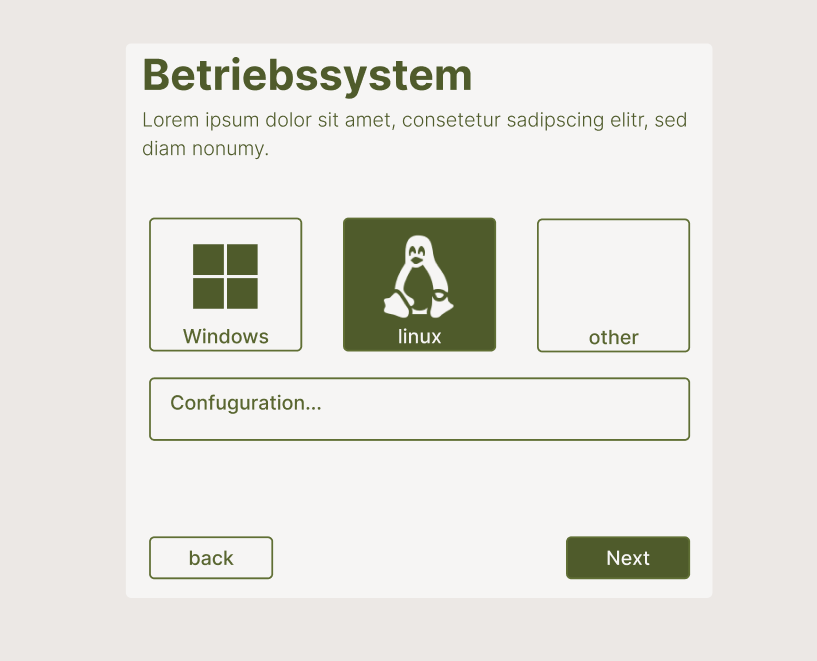 Betriebssystem
Lorem ipsum dolor sit amet, consetetur sadipscing elitr, sed
diam nonumy.
Windows
linux
other
Confuguration...
back
Next